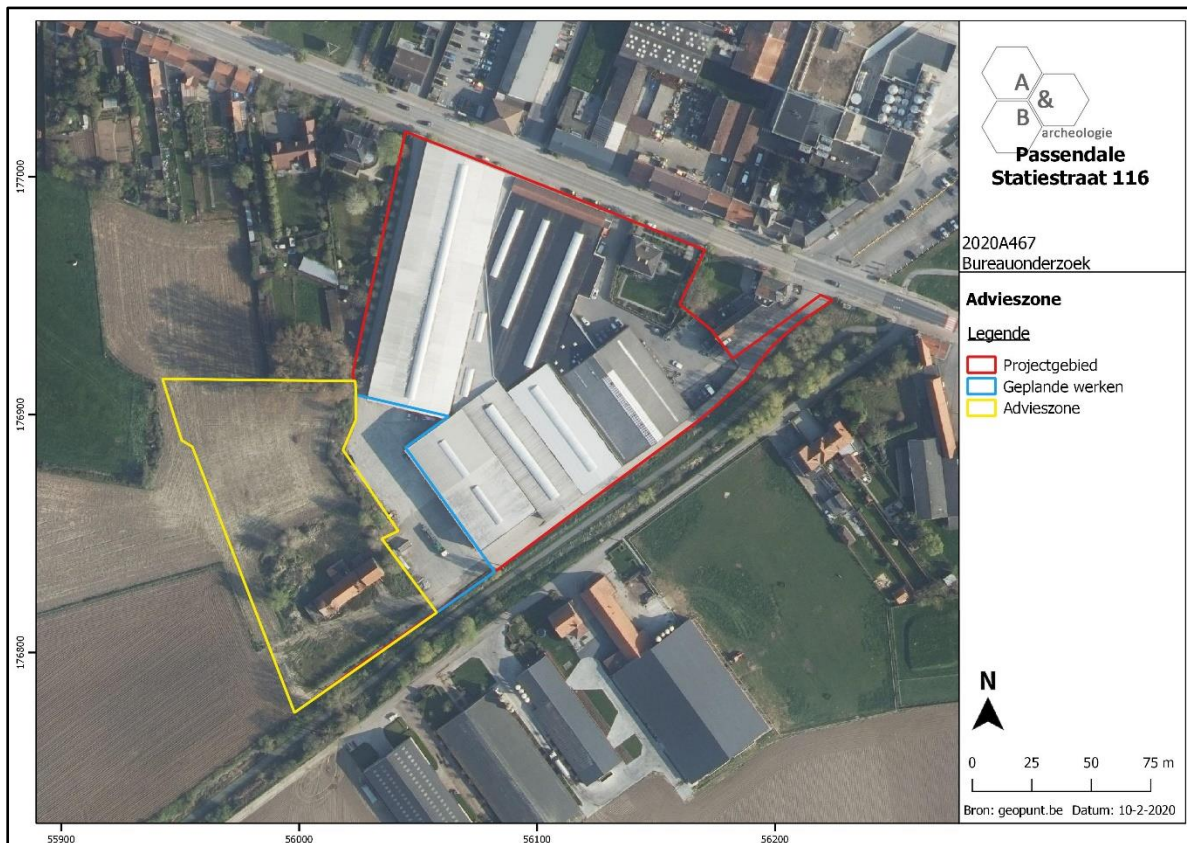 A
&
B
archeologie
Passendale
Statiestraat 116
2020A467
Bureauonderzoek
Advieszone
Legende
Projectgebied
Geplande werken
Advieszone
N
0 25 50 75 m
Bron: geopunt.be Datum: 10-2-2020
177000
176900
176800
55900 56000 56100 56200